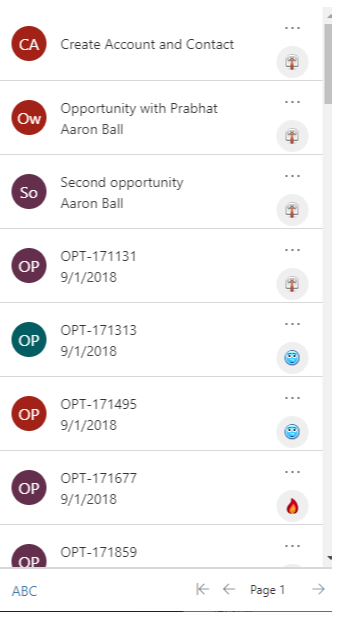 CA
Create Account and Contact
...
Ow
Opportunity with Prabhat
Aaron Ball
...
So
Second opportunity
Aaron Ball
...
OP
OPT-171131
9/1/2018
...
OP
OPT-171313
9/1/2018
...
OP
OPT-171495
9/1/2018
...
OP
OPT-171677
9/1/2018
...
OP
OPT-171859
...
ABC
Page 1